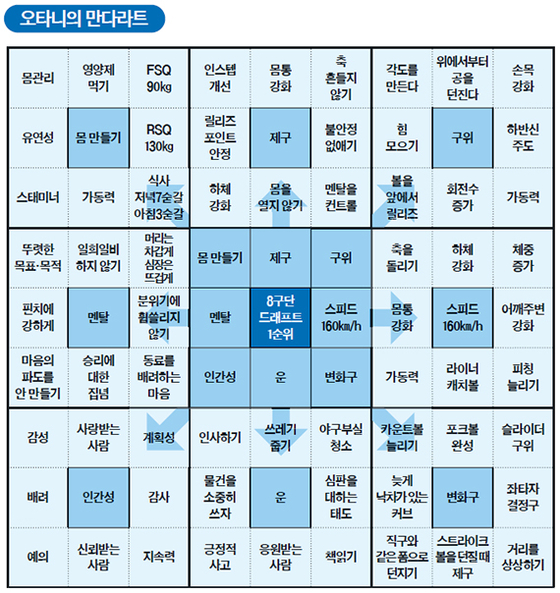 오타니의 만다라트
몸관리 영양제 먹기 FSQ 90kg 인스텝 개선 몸통 강화 축 흔들지 않기 각도를 만든다 위에서부터 공을 던진다 손목 강화
유연성 몸 만들기 RSQ 130kg 릴리즈 포인트 안정 제구 불안정 없애기 힘 모으기 구위 하반신 주도
스태미너 가동력 식사 저녁7숟갈 아침3숟갈 하체 강화 몸을 열지 않기 멘탈을 컨트롤 볼을 앞에서 릴리즈 회전수 증가 가동력
뚜렷한 목표·목적 일희일비 하지 않기 머리는 차갑게 심장은 뜨겁게 몸 만들기 제구 구위 축을 돌리기 하체 강화 체중 증가
핀치에 강하게 멘탈 분위기에 휩쓸리지 않기 멘탈 8구단 드래프트 1순위 스피드 160km/h 몸통 강화 스피드 160km/h 어깨주변 강화
마음의 파도를 안 만들기 승리에 대한 집념 동료를 배려하는 마음 인간성 운 변화구 가동력 라이너 캐치볼 피칭 늘리기
감성 사랑받는 사람 계획성 인사하기 쓰레기 줍기 야구부실 청소 카운트볼 늘리기 포크볼 완성 슬라이더 구위
배려 인간성 감사 물건을 소중히 쓰자 운 심판을 대하는 태도 늦게 낙차가 있는 커브 변화구 좌타자 결정구
예의 신뢰받는 사람 지속력 긍정적 사고 응원받는 사람 책읽기 직구와 같은 폼으로 던지기 스트라이크 볼을 던질 때 제구 거리를 상상하기